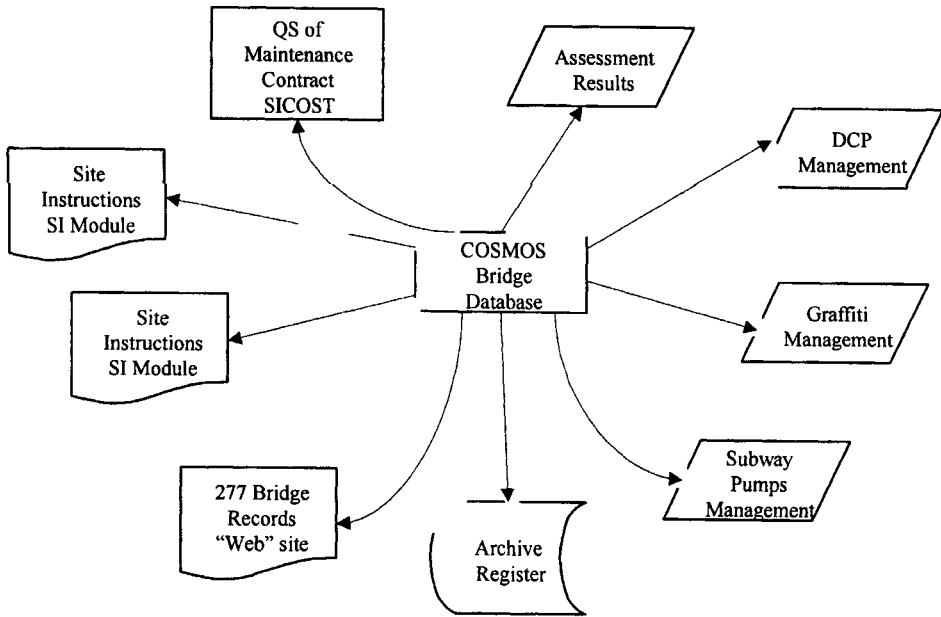 QS of
Maintenance
Contract
SICOST
Assessment
Results
DCP
Management
Site
Instructions
SI Module
COSMOS
Bridge
Database
Site
Instructions
SI Module
Graffiti
Management
Subway
Pumps
Management
277 Bridge
Records
“Web” site
Archive
Register